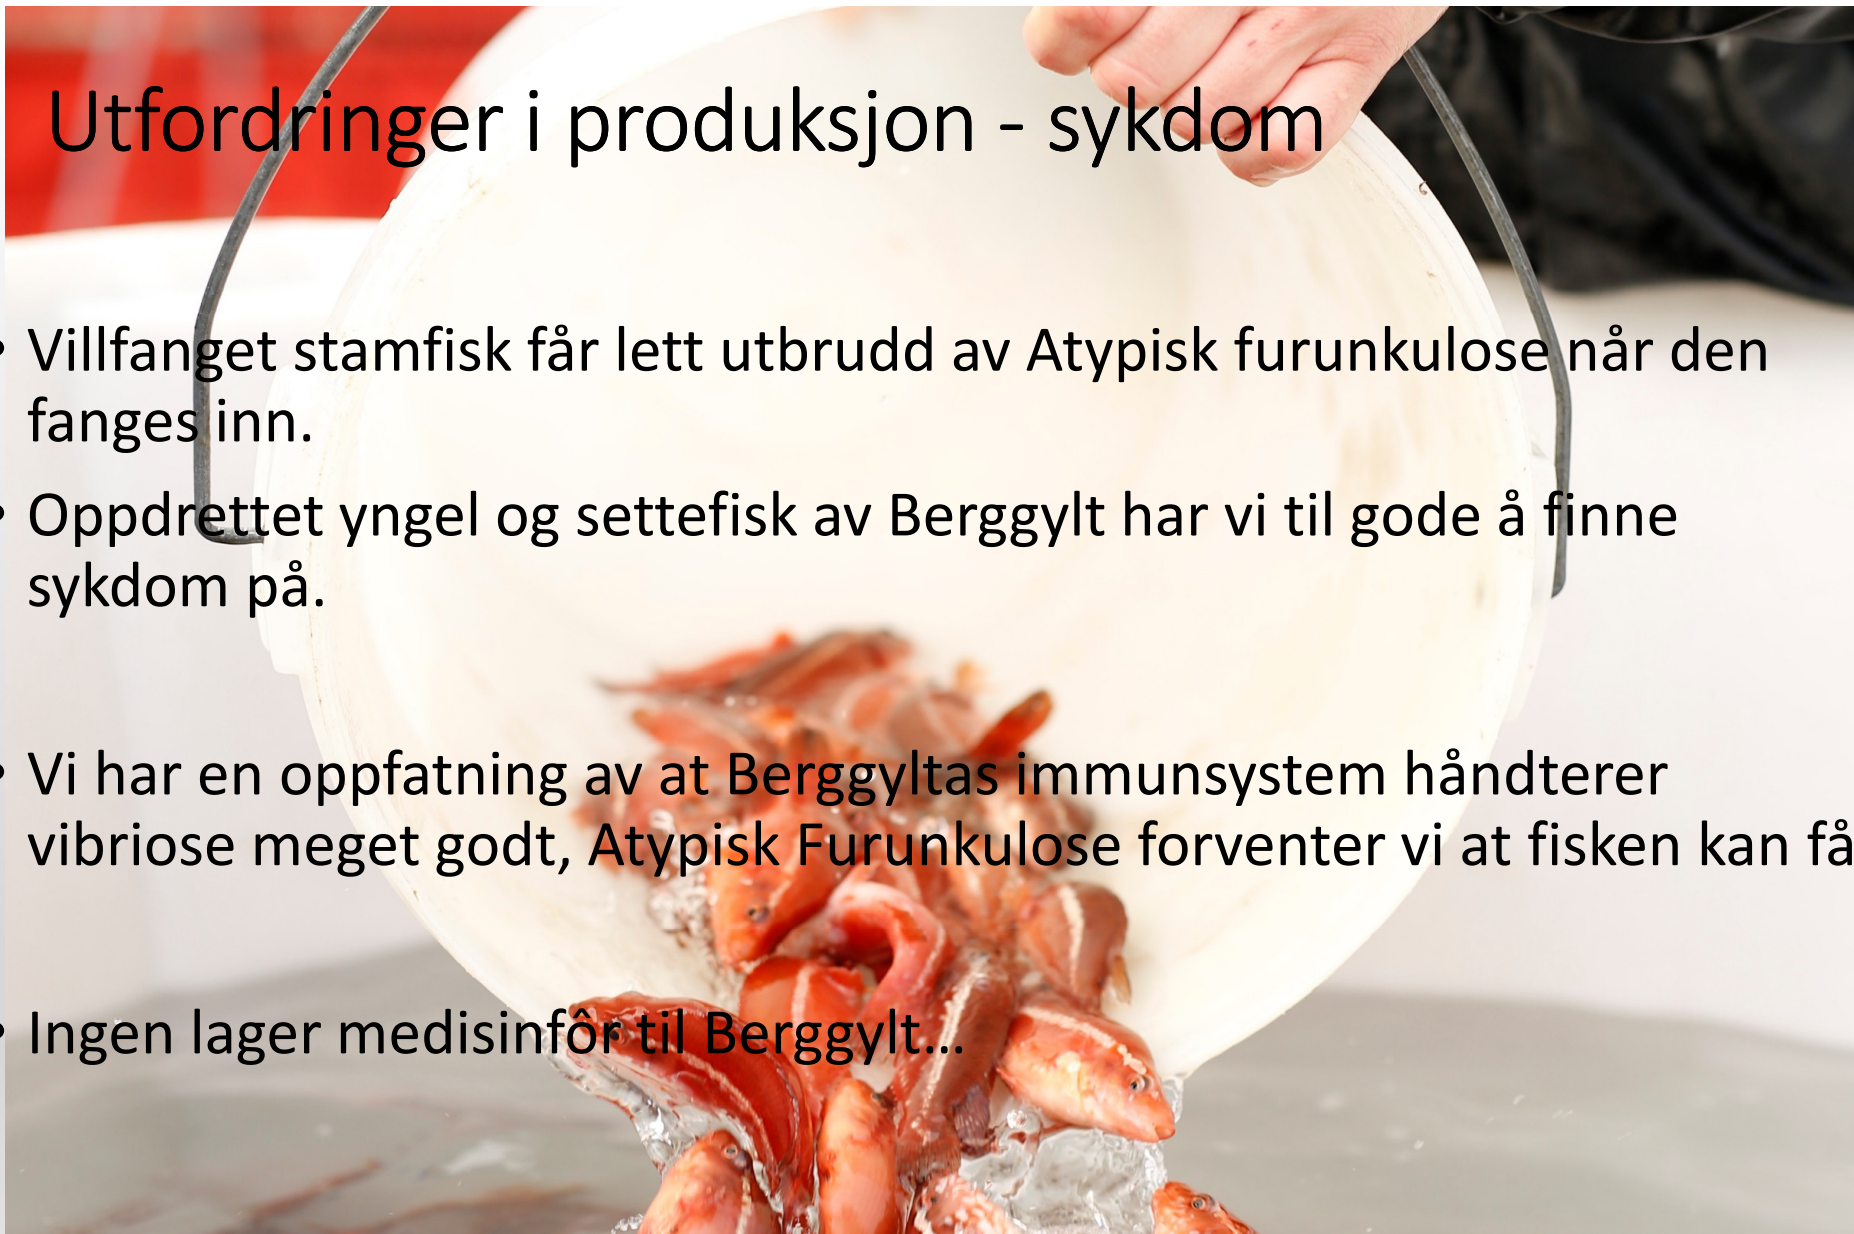 Utfordringer i produksjon - sykdom
• Villfanget stamfisk får lett utbrudd av Atypisk furunkulose når den
fanges inn.
• Oppdrettet yngel og settefisk av Berggylt har vi til gode å finne
sykdom på.
• Vi har en oppfatning av at Berggyltas immunsystem håndterer
vibriose meget godt, Atypisk Furunkulose forventer vi at fisken kan få
• Ingen lager medisinfôr til Berggylt…